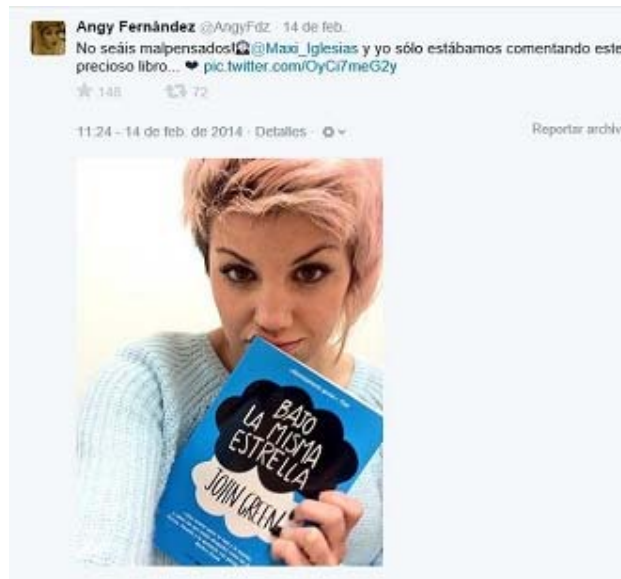 Angy Fernández @AngyFdz · 14 de feb.
No seáis malpensados! @Maxi_Iglesias y yo sólo estábamos comentando este
precioso libro... ❤ pic.twitter.com/OyCi7meG2y
148 72
11:24 - 14 de feb. de 2014 · Detalles
Reportar archiv
BAJO
LA MISMA
ESTRELLA
JOHN GREEN